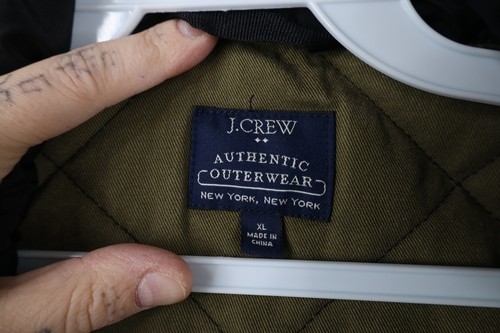 J.CREW
AUTHENTIC
OUTERWEAR
NEW YORK, NEW YORK
XL
MADE IN
CHINA